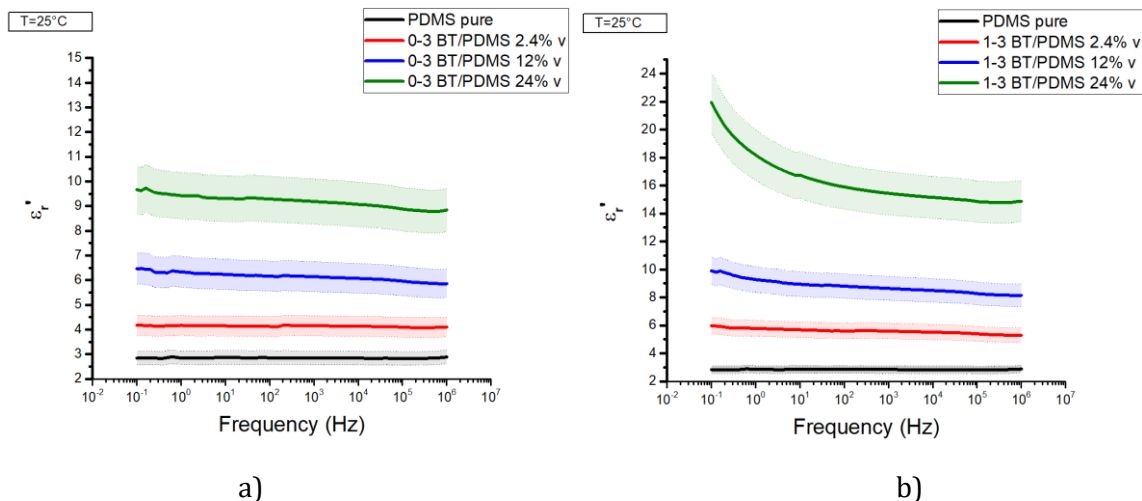 T=25°C
PDMS pure
0-3 BT/PDMS 2.4% v
0-3 BT/PDMS 12% v
0-3 BT/PDMS 24% v
15
14
13
12
11
10
9
8
7
6
5
4
3
2
εr'
10⁻² 10⁻¹ 10⁰ 10¹ 10² 10³ 10⁴ 10⁵ 10⁶ 10⁷
Frequency (Hz)
a)
T=25°C
PDMS pure
1-3 BT/PDMS 2.4% v
1-3 BT/PDMS 12% v
1-3 BT/PDMS 24% v
24
22
20
18
16
14
12
10
8
6
4
2
εr'
10⁻² 10⁻¹ 10⁰ 10¹ 10² 10³ 10⁴ 10⁵ 10⁶ 10⁷
Frequency (Hz)
b)